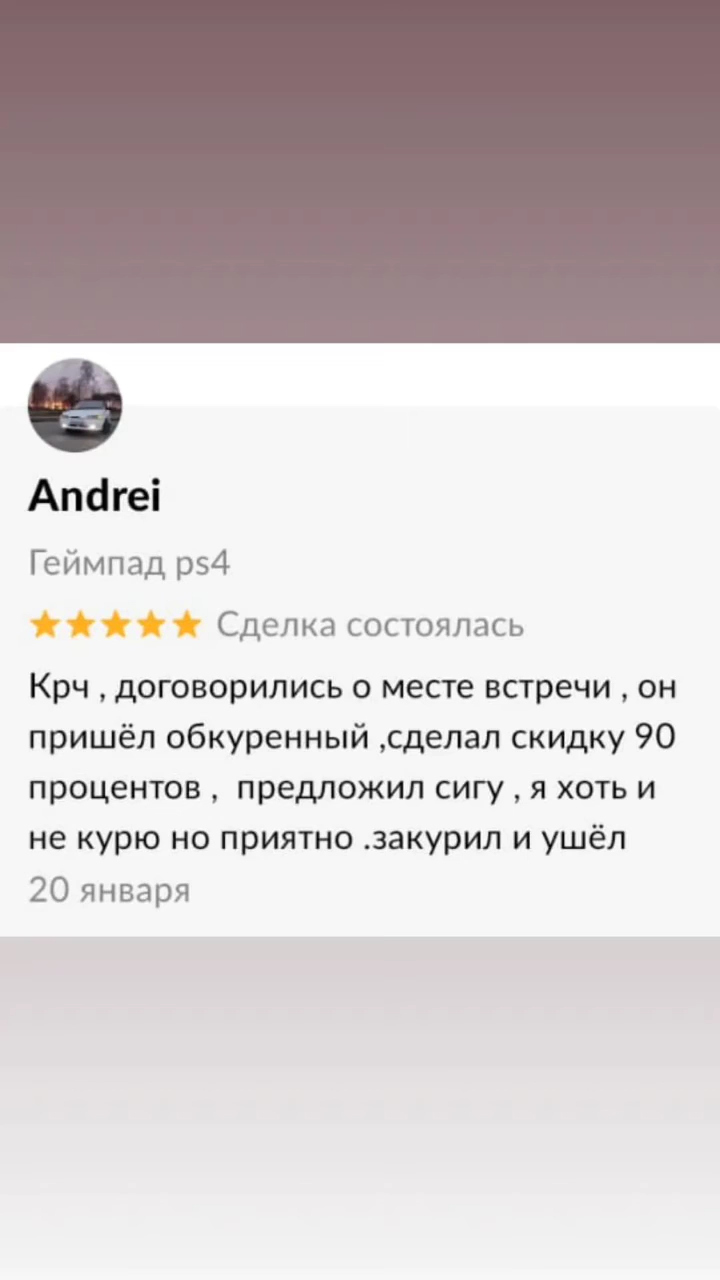 Andrei
Геймпад ps4
Сделка состоялась
Крч , договорились о месте встречи , он
пришёл обкуренный ,сделал скидку 90
процентов ,  предложил сигу , я хоть и
не курю но приятно .закурил и ушёл
20 января